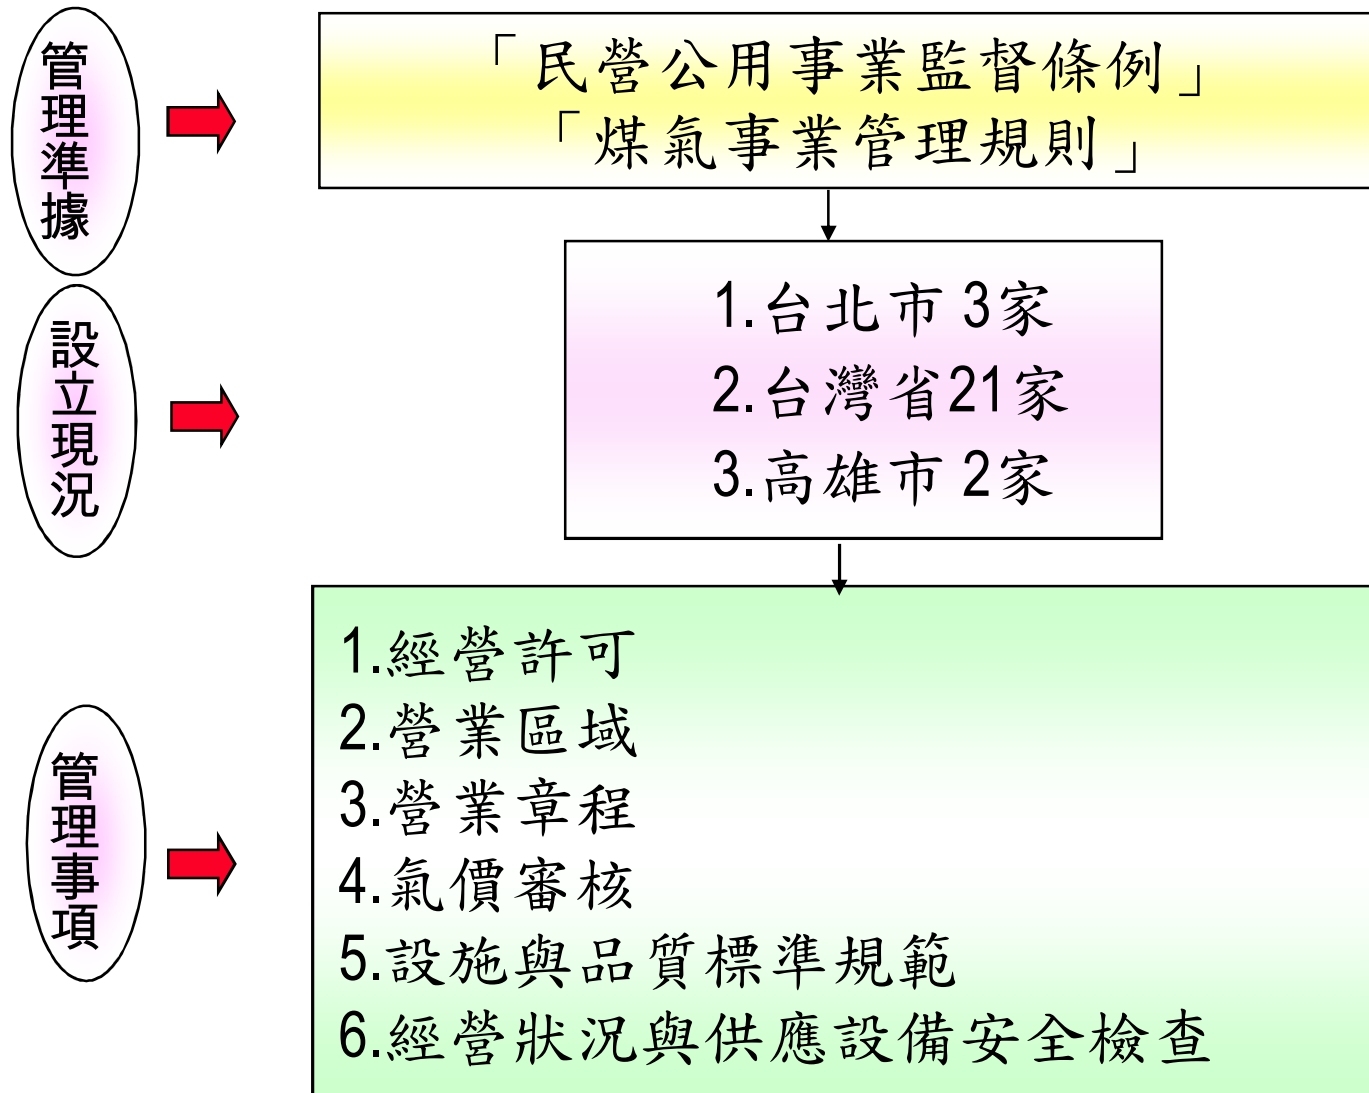 管理準據
「民營公用事業監督條例」
「煤氣事業管理規則」
設立現況
1.台北市 3家
2.台灣省21家
3.高雄市 2家
管理事項
1.經營許可
2.營業區域
3.營業章程
4.氣價審核
5.設施與品質標準規範
6.經營狀況與供應設備安全檢查